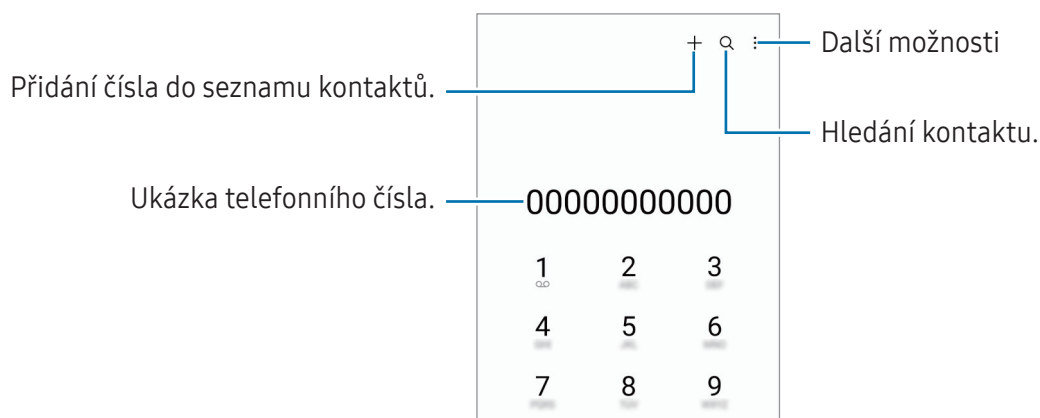 Další možnosti
Přidání čísla do seznamu kontaktů.
Hledání kontaktu.
Ukázka telefonního čísla.
00000000000
1 2 3
4 5 6
7 8 9